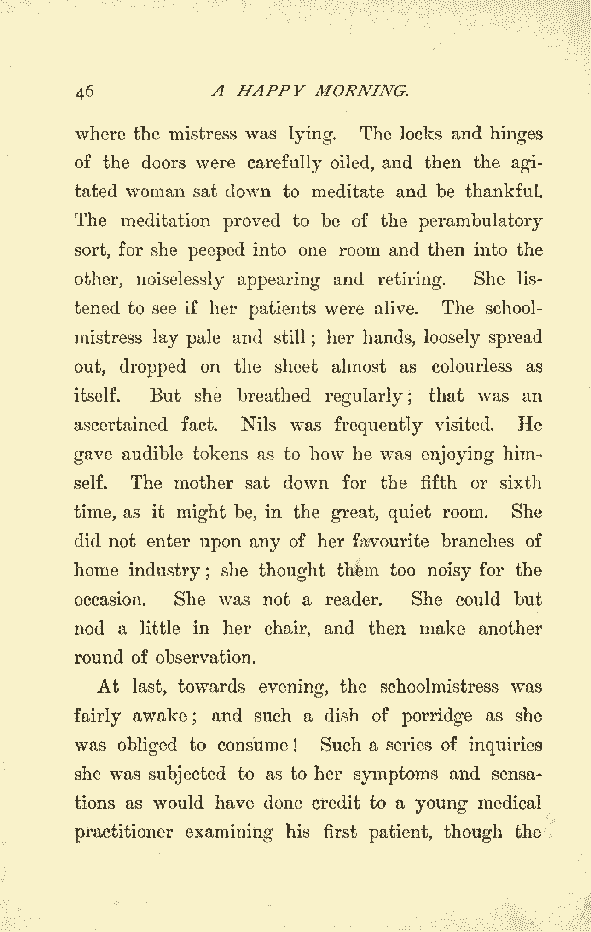 46 A HAPPY MORNING.
where the mistress was lying. The locks and hinges
of the doors were carefully oiled, and then the agi-
tated woman sat down to meditate and be thankful.
The meditation proved to be of the perambulatory
sort, for she peeped into one room and then into the
other, noiselessly appearing and retiring. She lis-
tened to see if her patients were alive. The school-
mistress lay pale and still; her hands, loosely spread
out, dropped on the sheet almost as colourless as
itself. But she breathed regularly; that was an
ascertained fact. Nils was frequently visited. He
gave audible tokens as to how he was enjoying him-
self. The mother sat down for the fifth or sixth
time, as it might be, in the great, quiet room. She
did not enter upon any of her favourite branches of
home industry; she thought them too noisy for the
occasion. She was not a reader. She could but
nod a little in her chair, and then make another
round of observation.
At last, towards evening, the schoolmistress was
fairly awake; and such a dish of porridge as she
was obliged to consume! Such a series of inquiries
she was subjected to as to her symptoms and sensa-
tions as would have done credit to a young medical
practitioner examining his first patient, though the